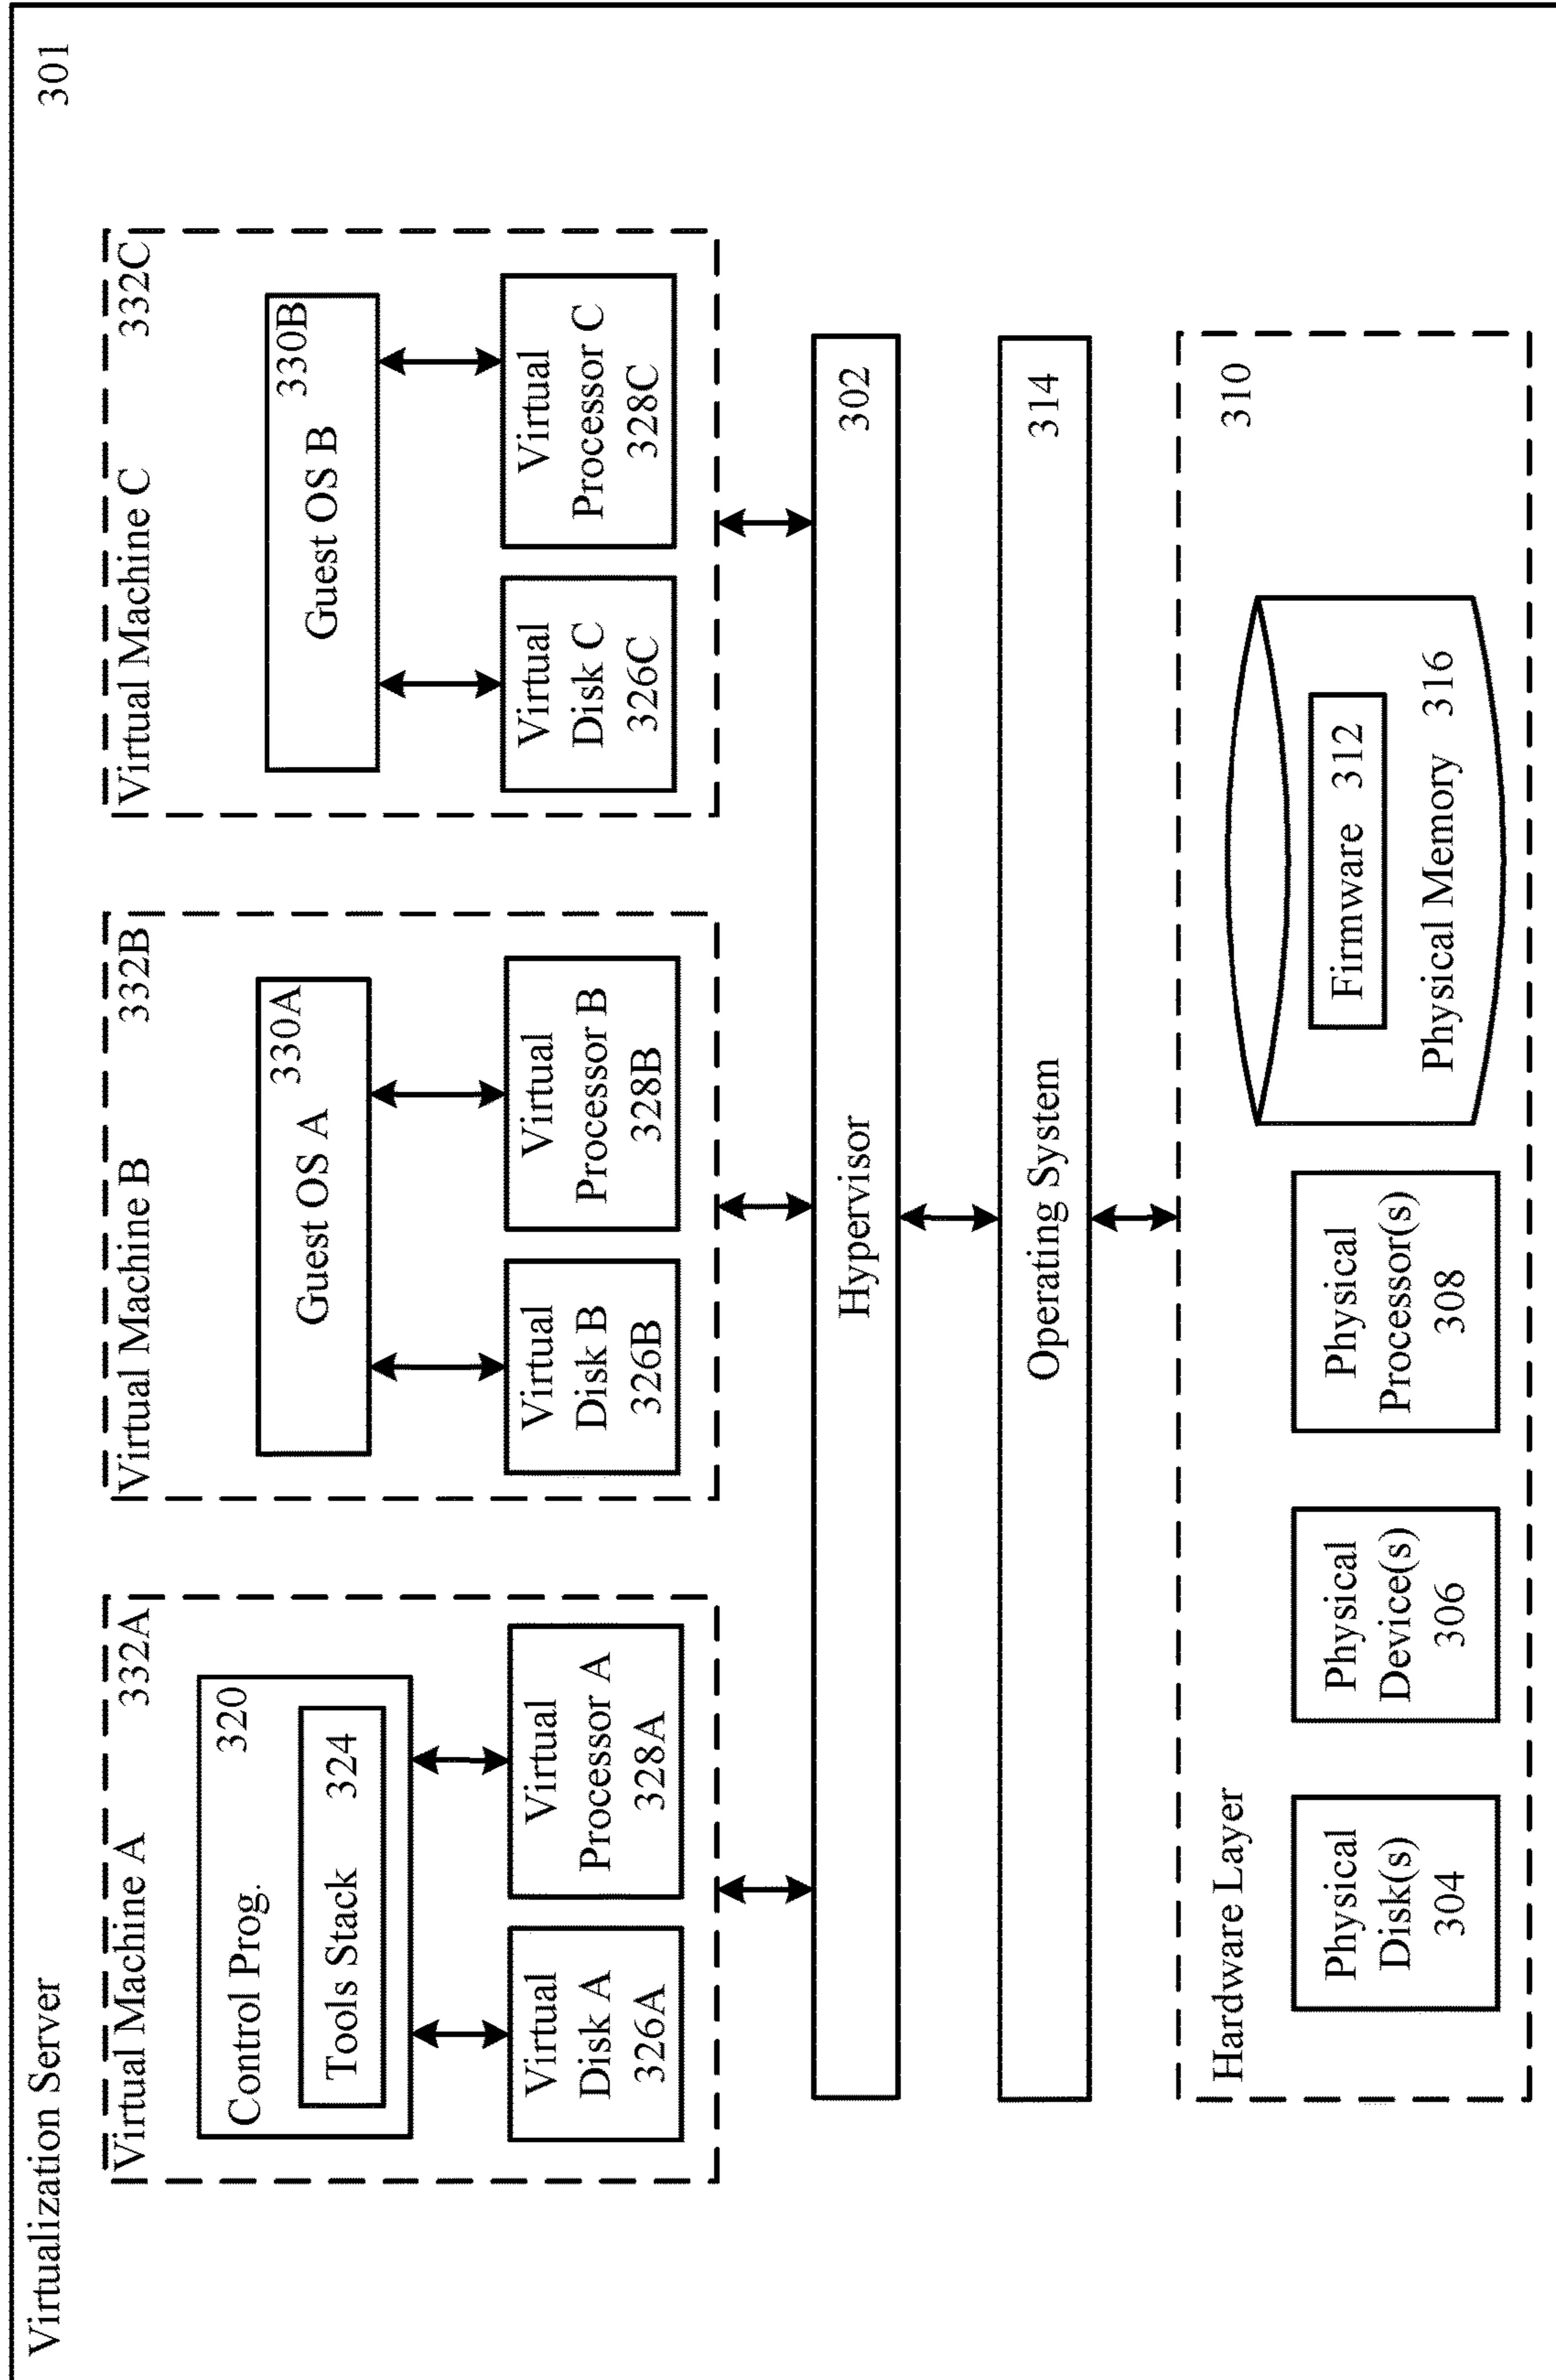 Virtualization Server
301
Virtual Machine A
332A
Control Prog.
320
Tools Stack
324
Virtual
Disk A
326A
Virtual
Processor A
328A
Virtual Machine B
332B
Guest OS A
330A
Virtual
Disk B
326B
Virtual
Processor B
328B
Virtual Machine C
332C
Guest OS B
330B
Virtual
Disk C
326C
Virtual
Processor C
328C
Hypervisor
302
Operating System
314
Hardware Layer
310
Physical
Disk(s)
304
Physical
Device(s)
306
Physical
Processor(s)
308
Firmware 312
Physical Memory 316